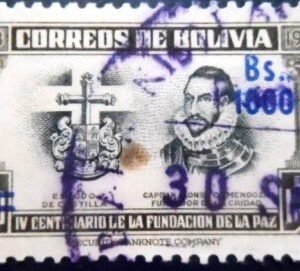 CORREOS DE BOLIVIA
Bs..
1000
DE CASTILLA
CAPITAN ALONSO DE MENDOZA
FUNDADOR DE LA CIUDAD
30
IV CENTENARIO DE LA FUNDACION DE LA PAZ
SECURITY BANKNOTE COMPANY